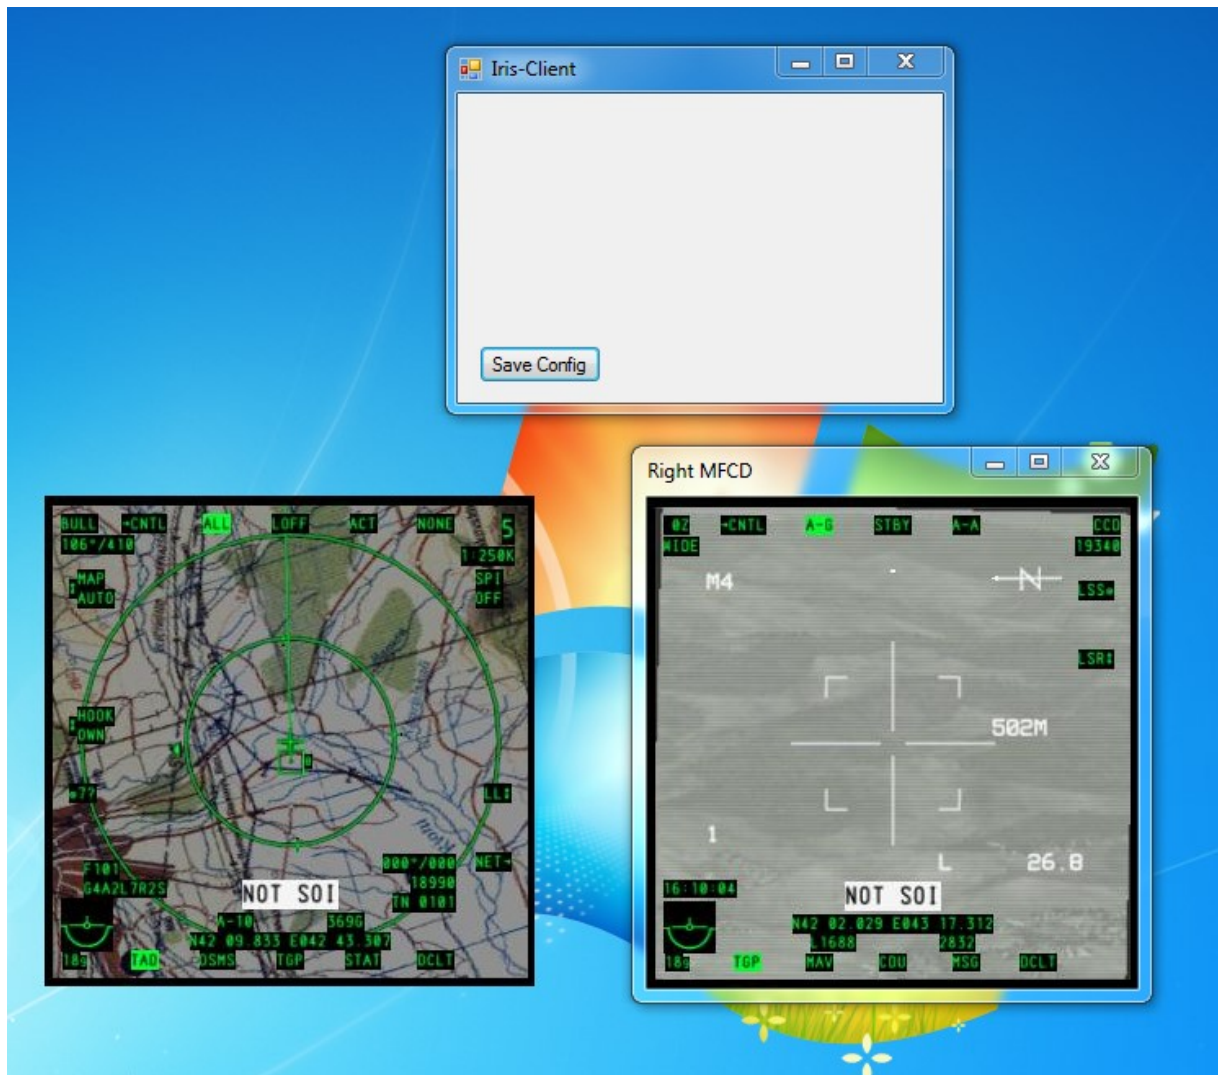 Iris-Client
Save Config
BULL →CNTL ALL LOFF ACT NONE 5
106°/410
1:250K
MAP
AUTO
SPI
OFF
HOOK
OWN
LL↕
F101
G4A2L7R2S
000°/000
NET→
18990
TN 0101
NOT SOI
A-10 369G
N42 09.833 E042 43.307
18g TAD DSMS TGP STAT DCLT
Right MFCD
OZ →CNTL A-G STBY A-A CCD
WIDE 19340
M4 N
LSS
LSR↕
502M
1
L 26.8
16:10:04
NOT SOI
N42 02.029 E043 17.312
L1688 2832
18g TGP MAV CDU MSG DCLT